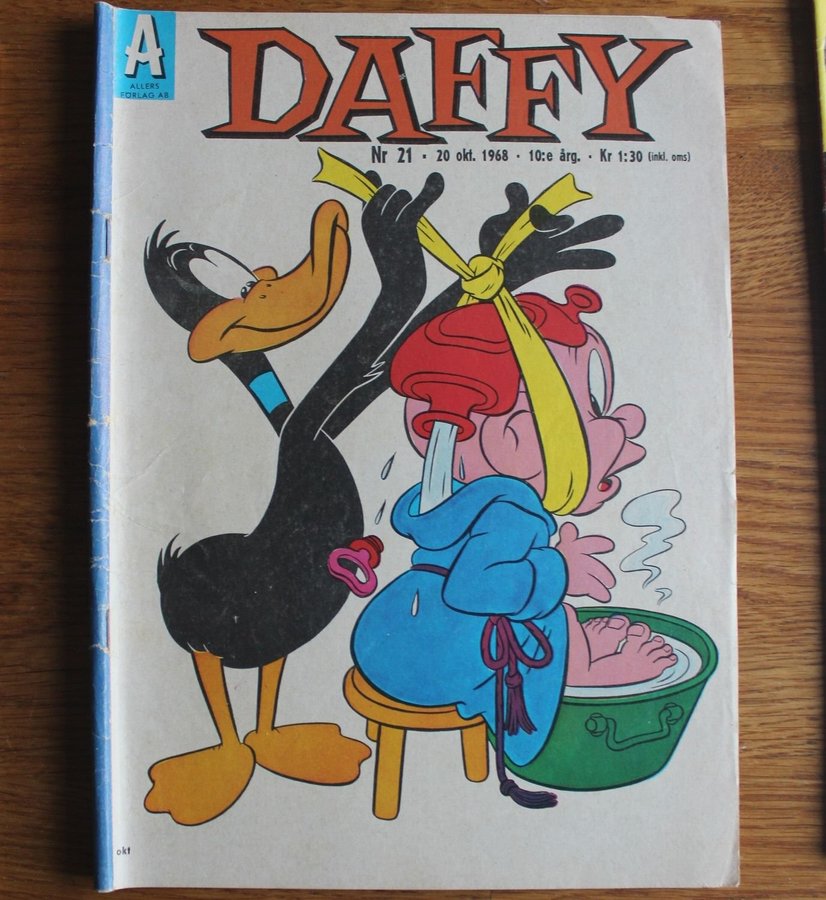 A
ALLERS
FÖRLAG AB
DAFFY
Nr 21 • 20 okt. 1968 • 10:e årg. • Kr 1:30 (inkl. oms)
okt